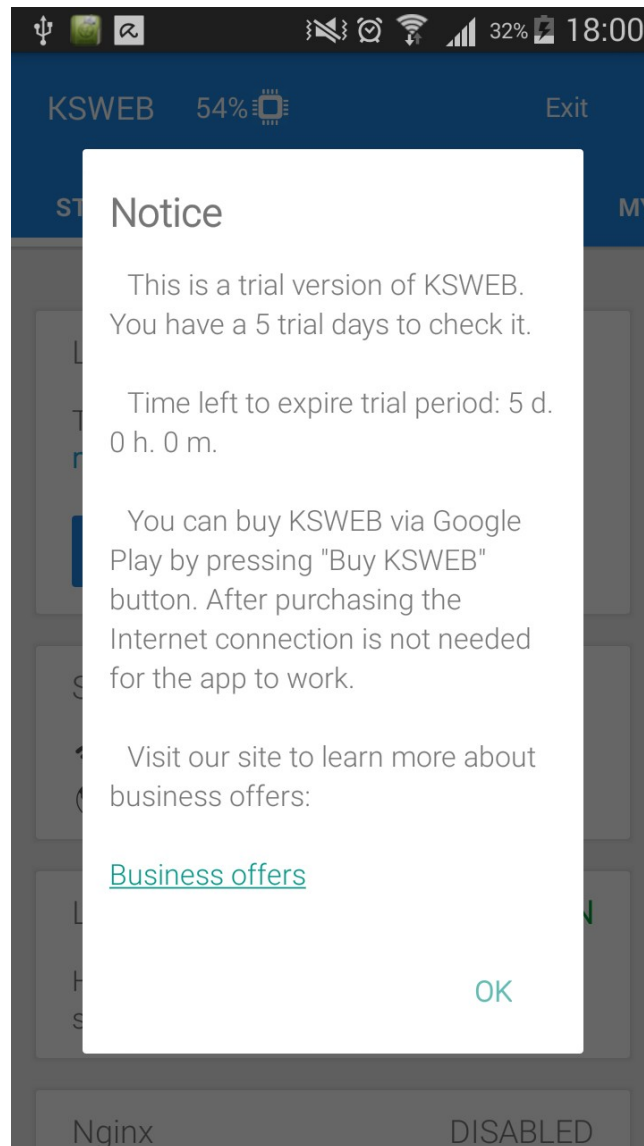 32% 18:00
KSWEB 54% Exit
ST MY
Notice
This is a trial version of KSWEB.
You have a 5 trial days to check it.
Time left to expire trial period: 5 d.
0 h. 0 m.
You can buy KSWEB via Google
Play by pressing "Buy KSWEB"
button. After purchasing the
Internet connection is not needed
for the app to work.
Visit our site to learn more about
business offers:
Business offers
OK
Nginx DISABLED